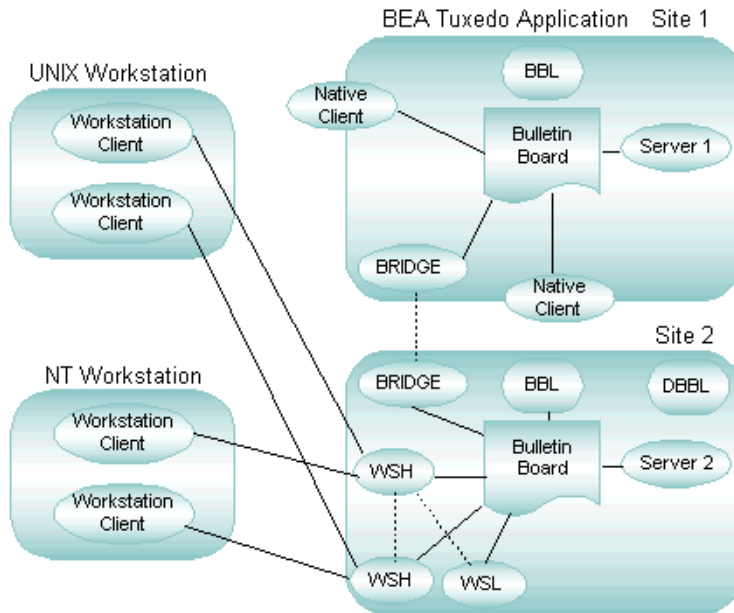 BEA Tuxedo Application Site 1
UNIX Workstation
Workstation
Client
Workstation
Client
BBL
Native
Client
Bulletin
Board
Server 1
BRIDGE
Native
Client
Site 2
NT Workstation
Workstation
Client
Workstation
Client
BRIDGE
BBL
DBBL
Bulletin
Board
Server 2
WSH
WSH
WSL